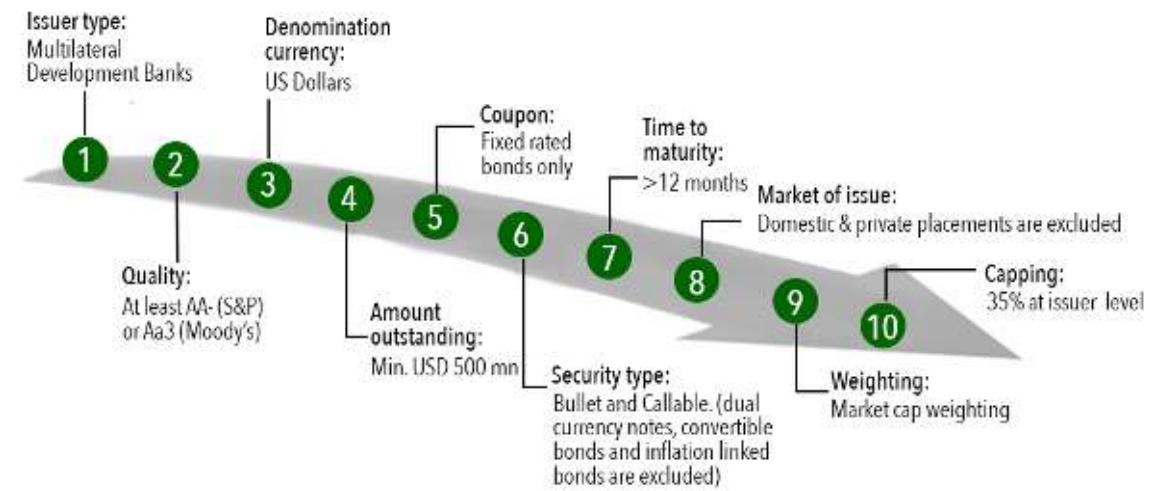 Issuer type:
Multilateral
Development Banks
1
2
Quality:
At least AA- (S&P)
or Aa3 (Moody's)
Denomination
currency:
US Dollars
3
4
Amount
outstanding:
Min. USD 500 mn
Coupon:
Fixed rated
bonds only
5
6
Security type:
Bullet and Callable. (dual
currency notes, convertible
bonds and inflation linked
bonds are excluded)
Time to
maturity:
>12 months
7
Market of issue:
Domestic & private placements are excluded
8
9
Weighting:
Market cap weighting
Capping:
35% at issuer level
10